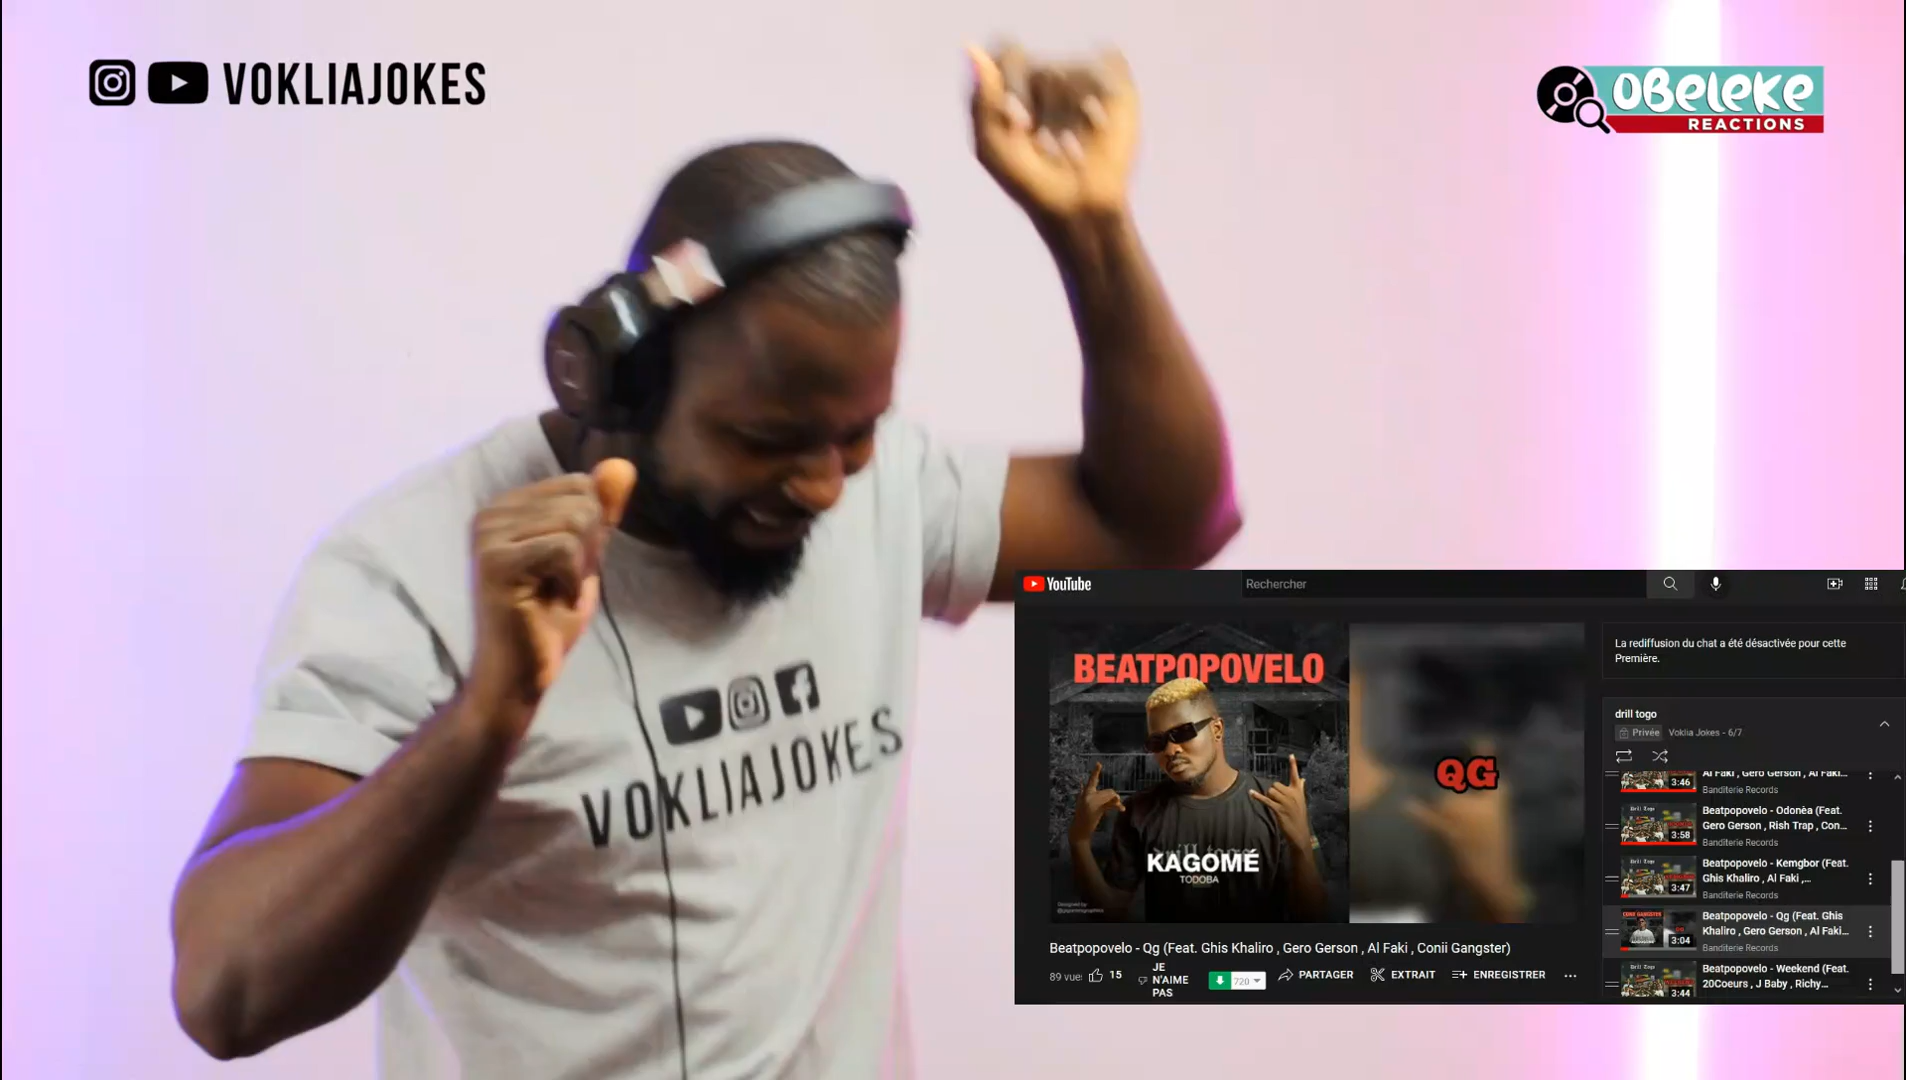 VOKLIAJOKES
OBELEKE
REACTIONS
VOKLIAJOKES
YouTube
Rechercher
BEATPOPOVELO
KAGOMÉ
TODOBA
QG
Beatpopovelo - Qg (Feat. Ghis Khaliro , Gero Gerson , Al Faki , Conii Gangster)
89 vues
15
JE N'AIME PAS
720
PARTAGER
EXTRAIT
ENREGISTRER
La rediffusion du chat a été désactivée pour cette
Première.
drill togo
Privée
Voklia Jokes - 6/7
Al Faki , Gero Gerson , Al Faki...
3:46
Banditerie Records
Beatpopovelo - Odonèa (Feat.
Gero Gerson , Rish Trap , Con...
3:58
Banditerie Records
Beatpopovelo - Kemgbor (Feat.
Ghis Khaliro , Al Faki ,...
3:47
Banditerie Records
Beatpopovelo - Qg (Feat. Ghis
Khaliro , Gero Gerson , Al Faki...
3:04
Banditerie Records
Beatpopovelo - Weekend (Feat.
20Coeurs , J Baby , Richy...
3:44